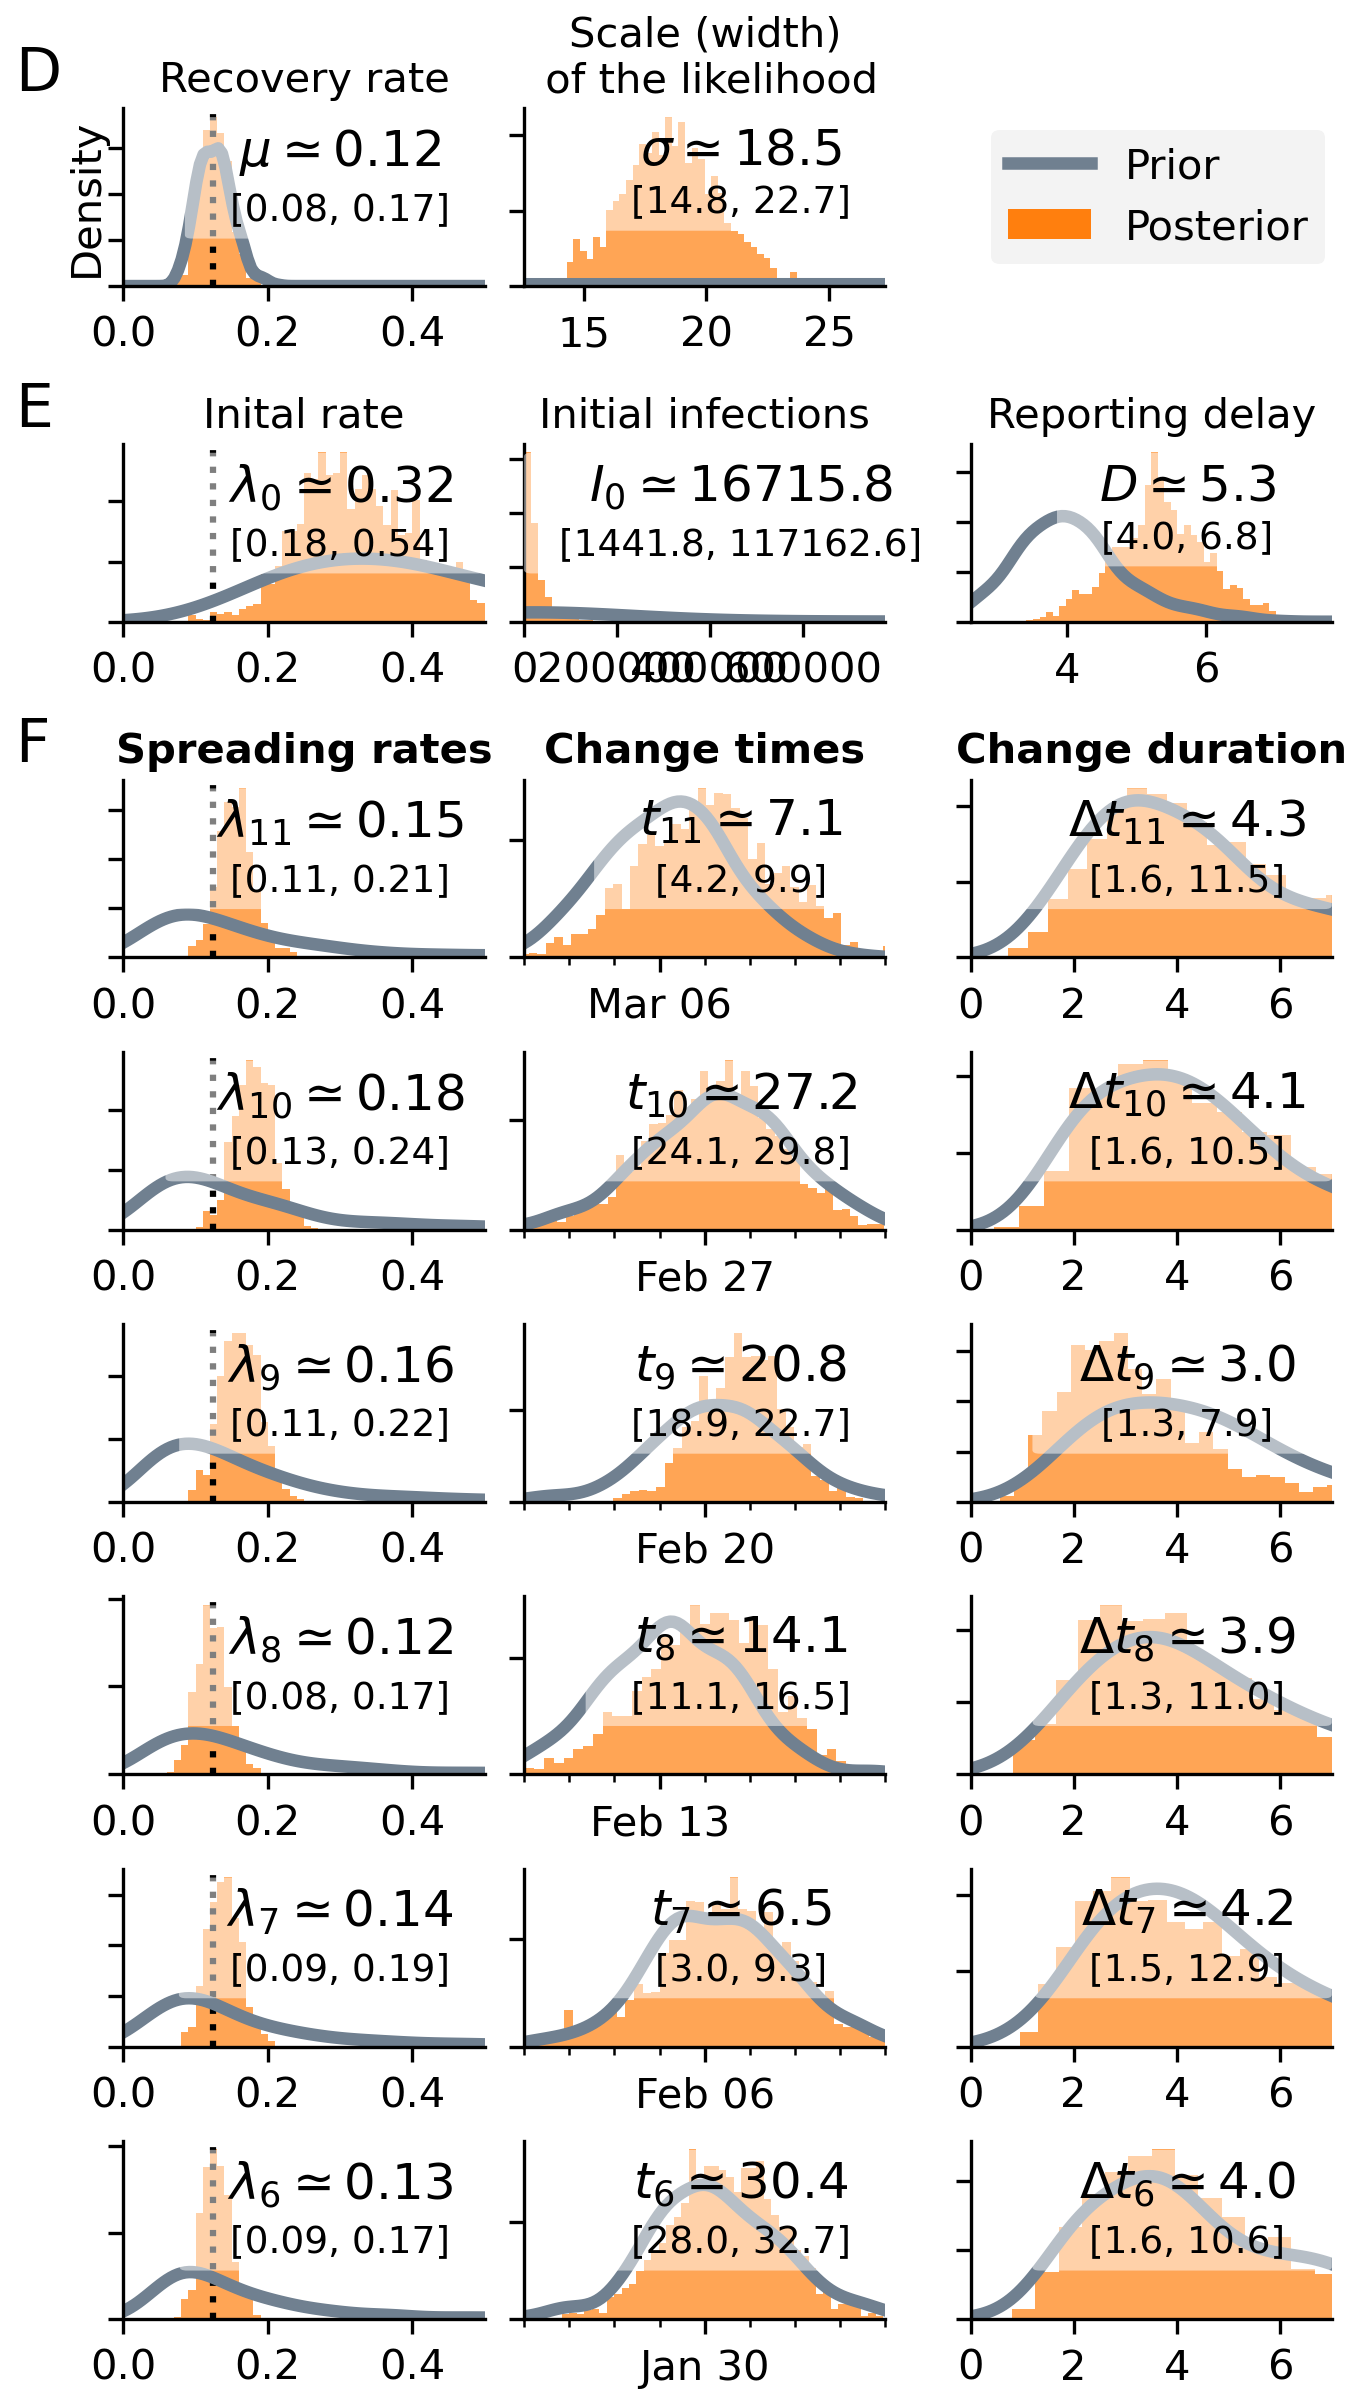 D
Recovery rate
Scale (width)
of the likelihood
Density
μ ≃ 0.12
[0.08, 0.17]
0.0 0.2 0.4
σ ≃ 18.5
[14.8, 22.7]
15 20 25
Prior
Posterior
E
Inital rate
Initial infections
Reporting delay
λ0 ≃ 0.32
[0.18, 0.54]
0.0 0.2 0.4
I0 ≃ 16715.8
[1441.8, 117162.6]
0 200000 400000 600000
D ≃ 5.3
[4.0, 6.8]
4 6
F
Spreading rates
Change times
Change duration
λ11 ≃ 0.15
[0.11, 0.21]
0.0 0.2 0.4
t11 ≃ 7.1
[4.2, 9.9]
Mar 06
Δt11 ≃ 4.3
[1.6, 11.5]
0 2 4 6
λ10 ≃ 0.18
[0.13, 0.24]
0.0 0.2 0.4
t10 ≃ 27.2
[24.1, 29.8]
Feb 27
Δt10 ≃ 4.1
[1.6, 10.5]
0 2 4 6
λ9 ≃ 0.16
[0.11, 0.22]
0.0 0.2 0.4
t9 ≃ 20.8
[18.9, 22.7]
Feb 20
Δt9 ≃ 3.0
[1.3, 7.9]
0 2 4 6
λ8 ≃ 0.12
[0.08, 0.17]
0.0 0.2 0.4
t8 ≃ 14.1
[11.1, 16.5]
Feb 13
Δt8 ≃ 3.9
[1.3, 11.0]
0 2 4 6
λ7 ≃ 0.14
[0.09, 0.19]
0.0 0.2 0.4
t7 ≃ 6.5
[3.0, 9.3]
Feb 06
Δt7 ≃ 4.2
[1.5, 12.9]
0 2 4 6
λ6 ≃ 0.13
[0.09, 0.17]
0.0 0.2 0.4
t6 ≃ 30.4
[28.0, 32.7]
Jan 30
Δt6 ≃ 4.0
[1.6, 10.6]
0 2 4 6